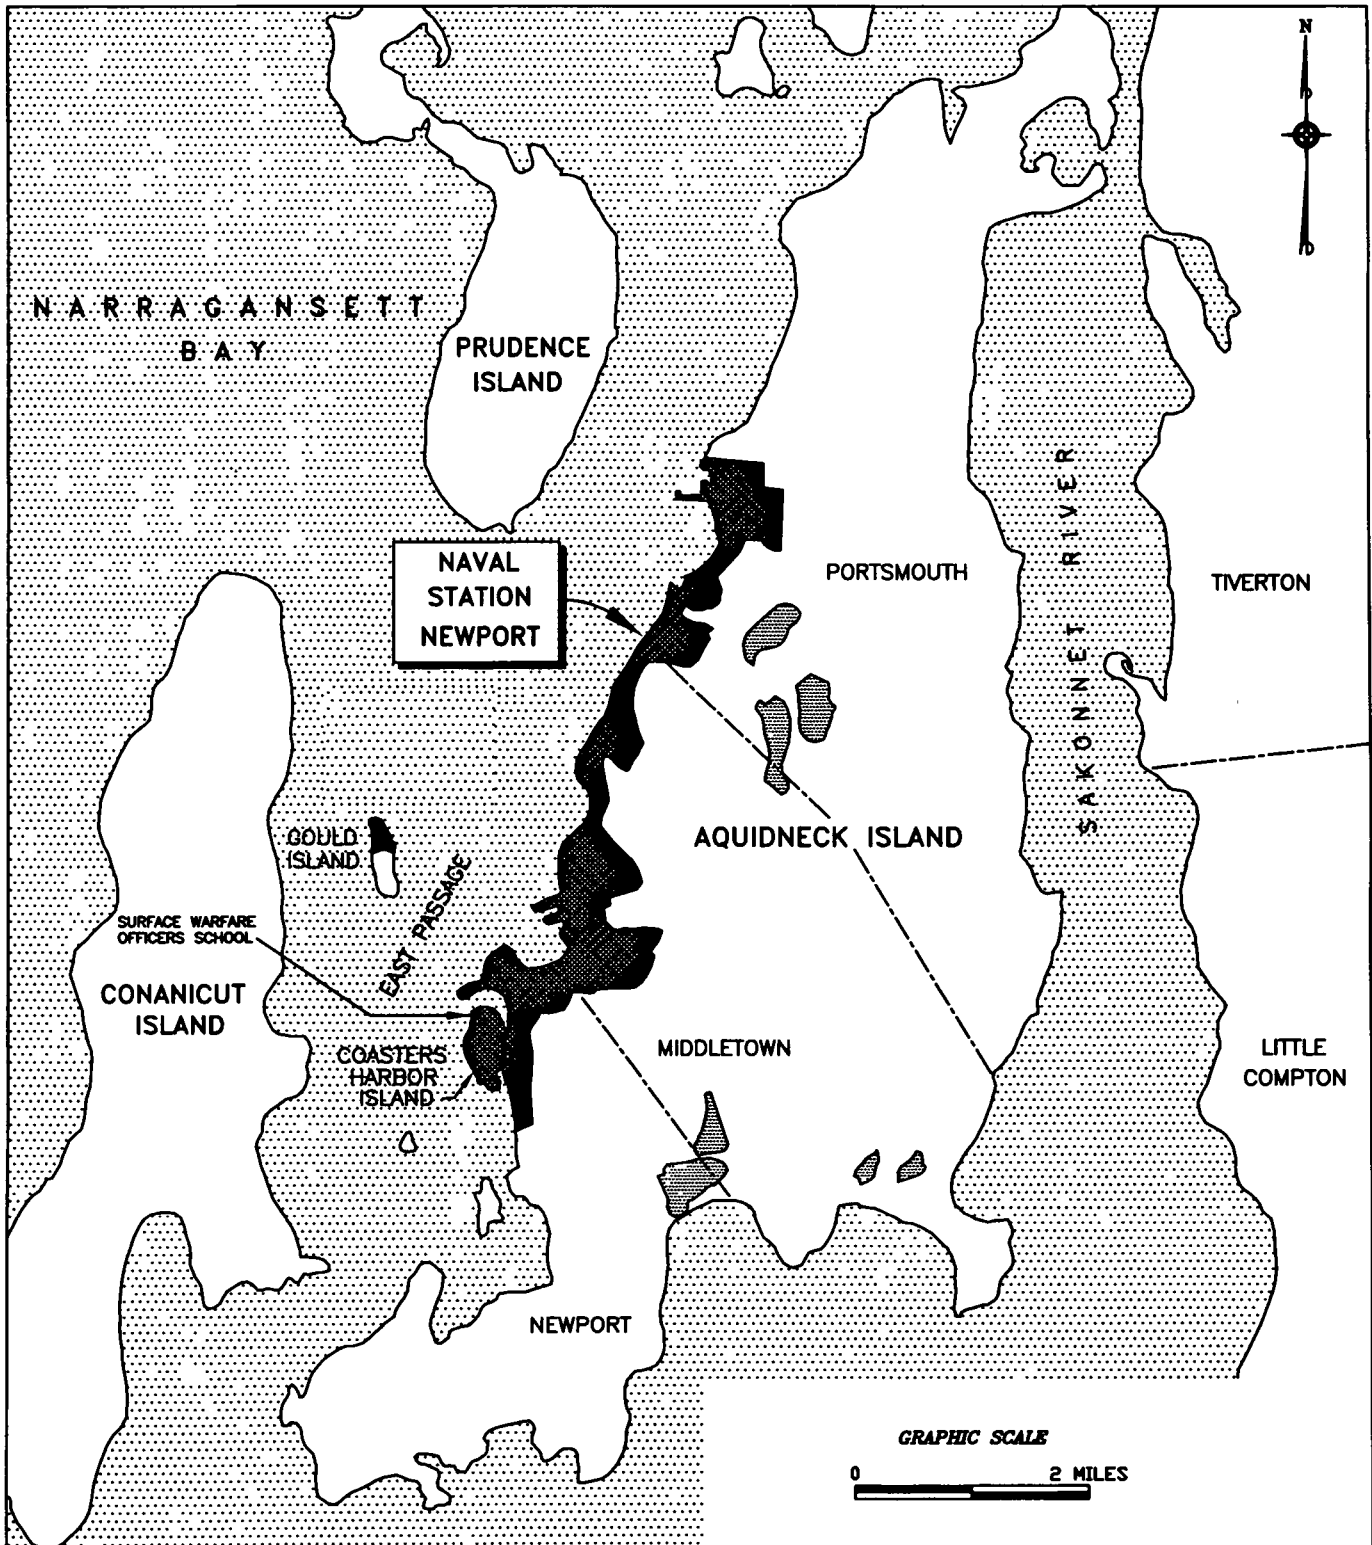 N
NARRAGANSETT
BAY
PRUDENCE
ISLAND
NAVAL
STATION
NEWPORT
PORTSMOUTH
SAKONNET RIVER
TIVERTON
GOULD
ISLAND
AQUIDNECK ISLAND
EAST PASSAGE
SURFACE WARFARE
OFFICERS SCHOOL
CONANICUT
ISLAND
COASTERS
HARBOR
ISLAND
MIDDLETOWN
LITTLE
COMPTON
NEWPORT
GRAPHIC SCALE
0 2 MILES